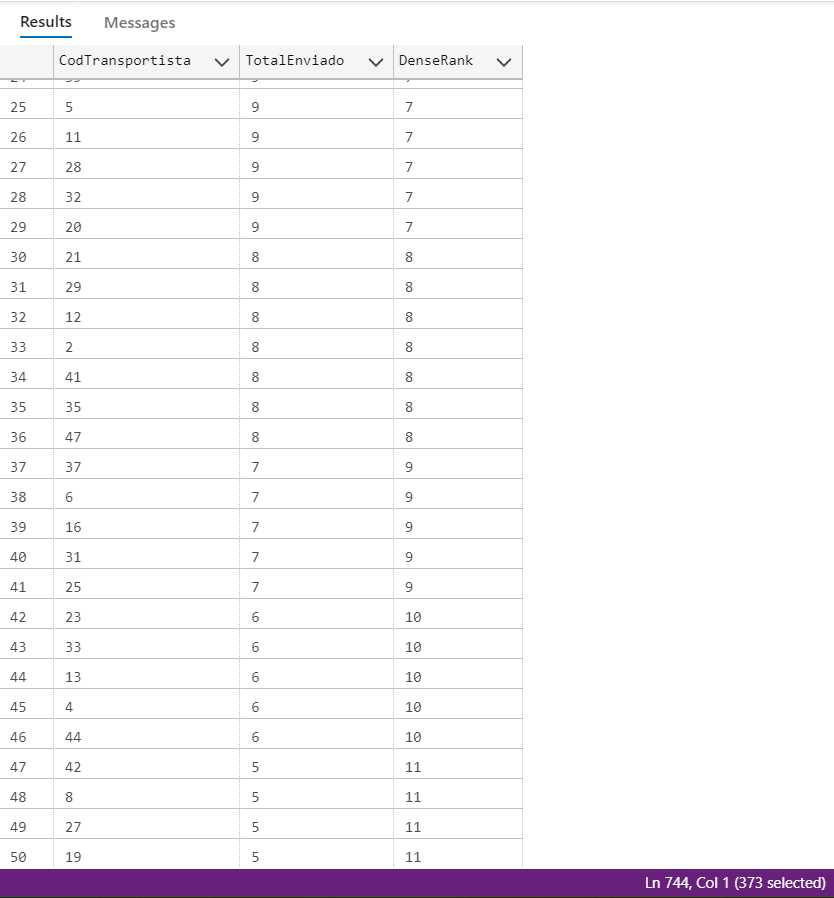 Results Messages
CodTransportista TotalEnviado DenseRank
25 5 9 7
26 11 9 7
27 28 9 7
28 32 9 7
29 20 9 7
30 21 8 8
31 29 8 8
32 12 8 8
33 2 8 8
34 41 8 8
35 35 8 8
36 47 8 8
37 37 7 9
38 6 7 9
39 16 7 9
40 31 7 9
41 25 7 9
42 23 6 10
43 33 6 10
44 13 6 10
45 4 6 10
46 44 6 10
47 42 5 11
48 8 5 11
49 27 5 11
50 19 5 11
Ln 744, Col 1 (373 selected)